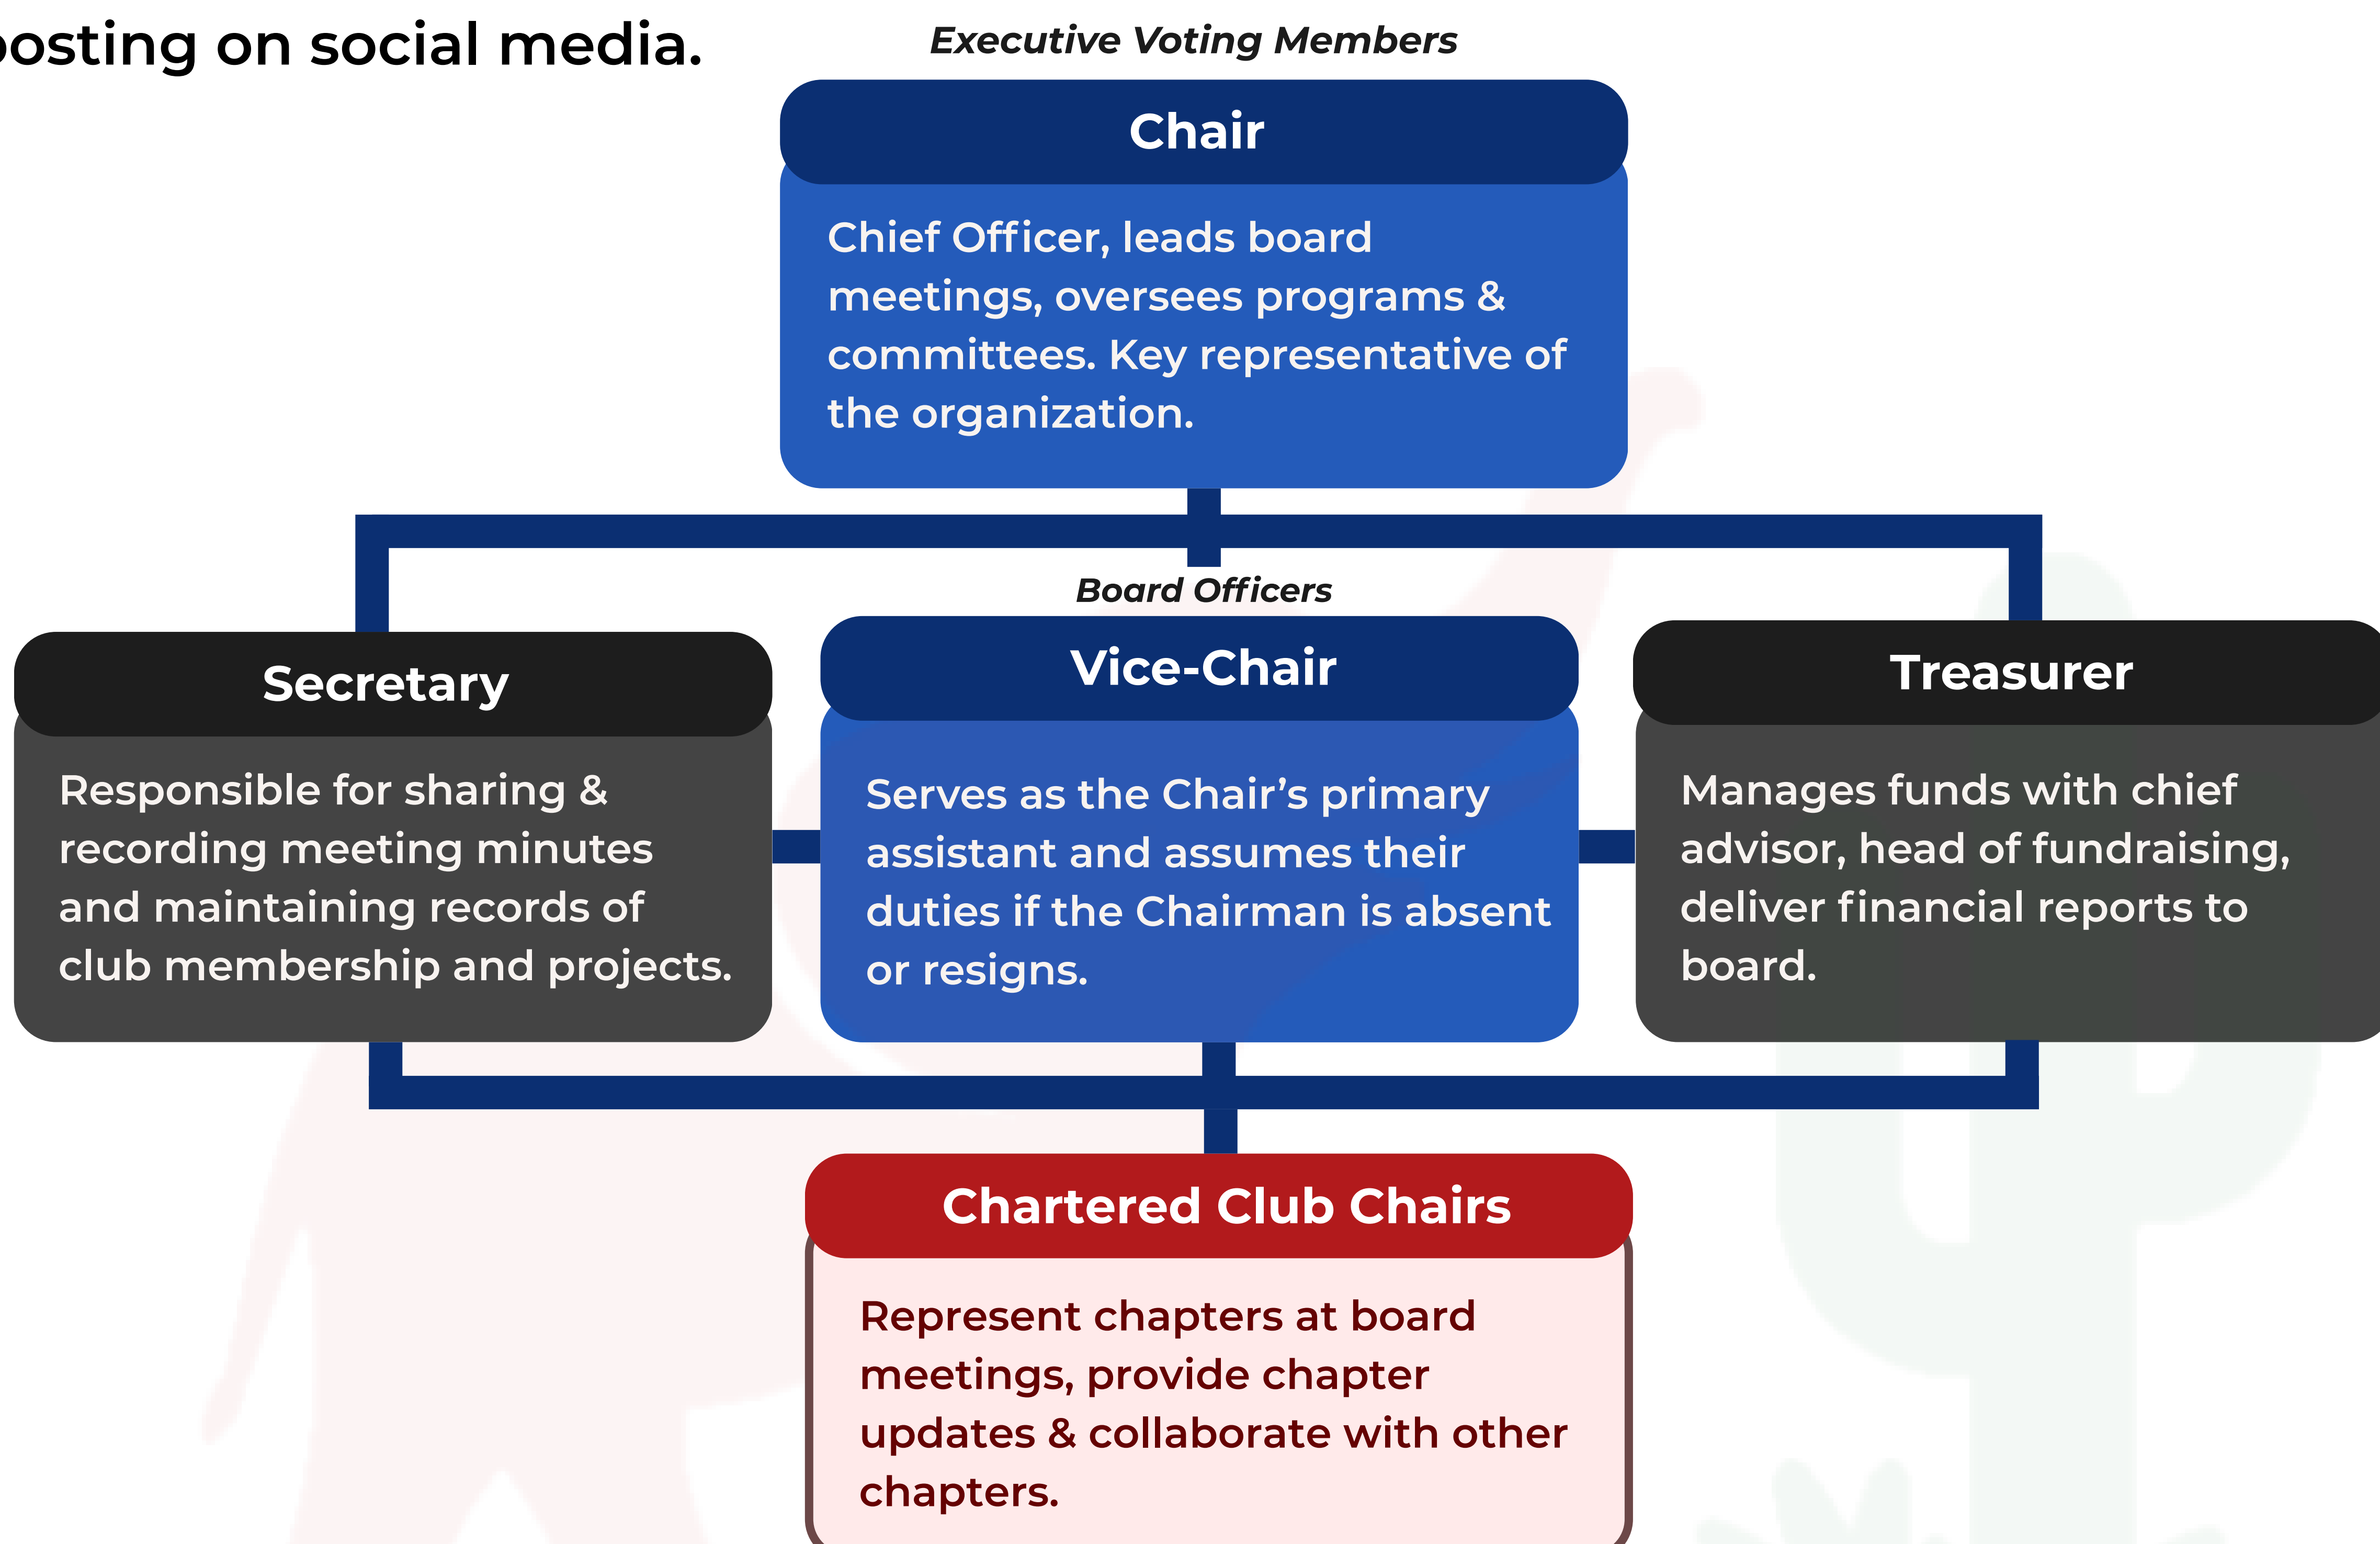 posting on social media.
Executive Voting Members
Chair
Chief Officer, leads board
meetings, oversees programs &
committees. Key representative of
the organization.
Board Officers
Secretary
Responsible for sharing &
recording meeting minutes
and maintaining records of
club membership and projects.
Vice-Chair
Serves as the Chair’s primary
assistant and assumes their
duties if the Chairman is absent
or resigns.
Treasurer
Manages funds with chief
advisor, head of fundraising,
deliver financial reports to
board.
Chartered Club Chairs
Represent chapters at board
meetings, provide chapter
updates & collaborate with other
chapters.